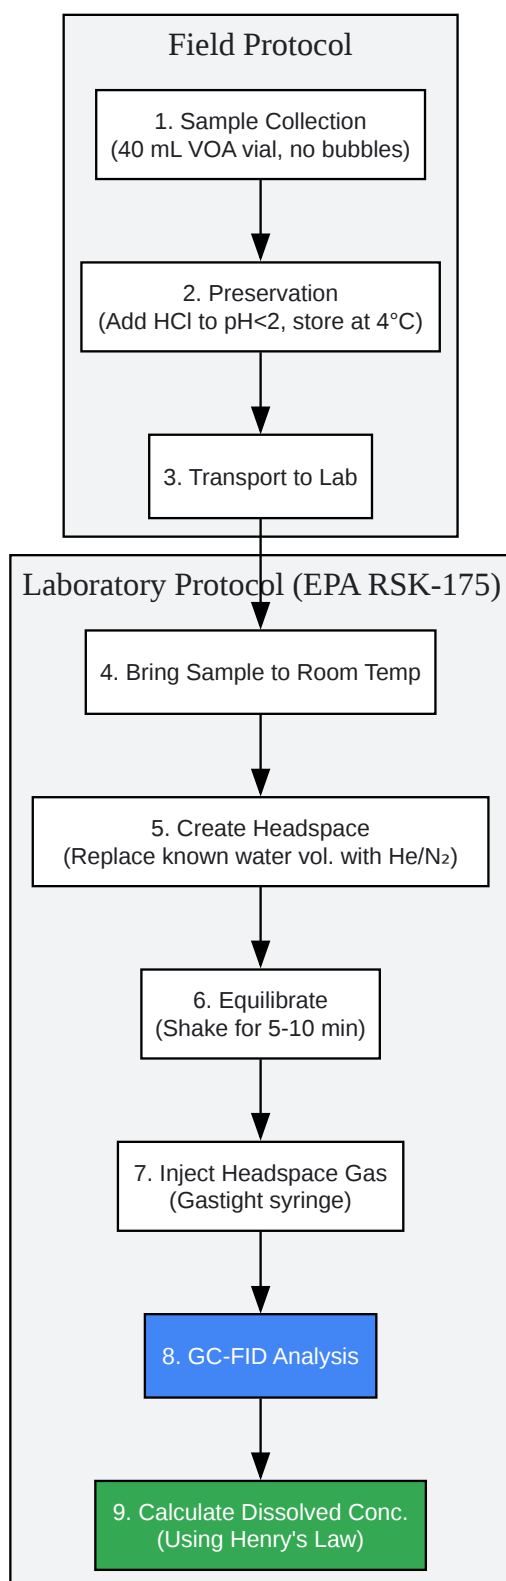 Field Protocol
1. Sample Collection
(40 mL VOA vial, no bubbles)
2. Preservation
(Add HCl to pH<2, store at 4°C)
3. Transport to Lab
Laboratory Protocol (EPA RSK-175)
4. Bring Sample to Room Temp
5. Create Headspace
(Replace known water vol. with He/N₂)
6. Equilibrate
(Shake for 5-10 min)
7. Inject Headspace Gas
(Gastight syringe)
8. GC-FID Analysis
9. Calculate Dissolved Conc.
(Using Henry's Law)